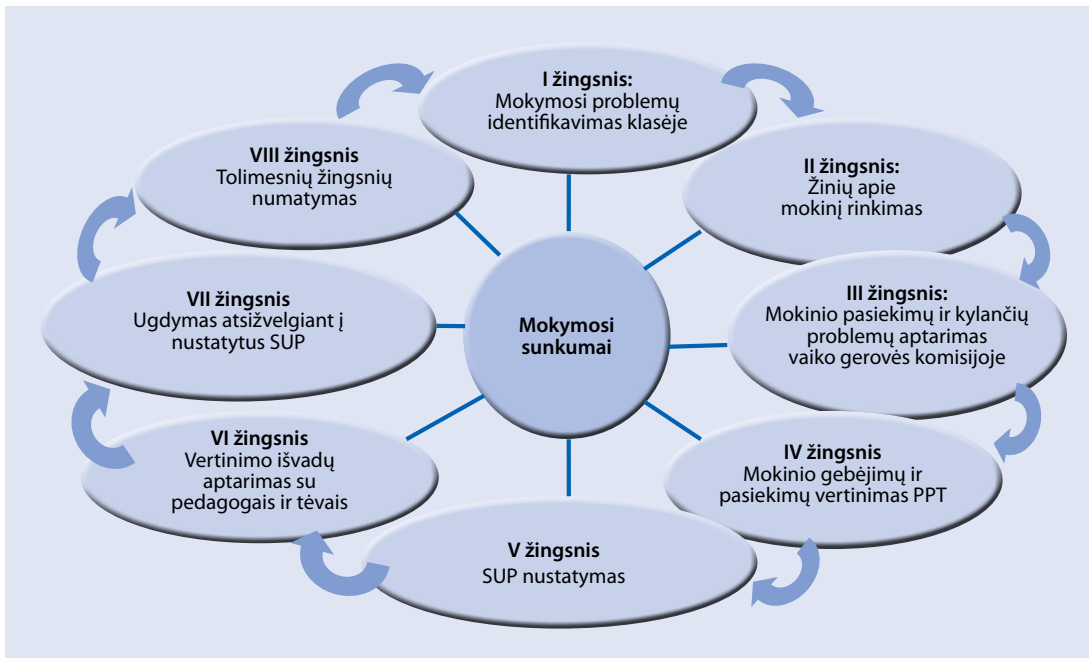 I žingsnis:
Mokymosi problemų
identifikavimas klasėje
II žingsnis:
Žinių apie
mokinį rinkimas
III žingsnis:
Mokinio pasiekimų ir kylančių
problemų aptarimas
vaiko gerovės komisijoje
IV žingsnis
Mokinio gebėjimų ir
pasiekimų vertinimas PPT
V žingsnis
SUP nustatymas
VI žingsnis
Vertinimo išvadų
aptarimas su
pedagogais ir tėvais
VII žingsnis
Ugdymas atsižvelgiant į
nustatytus SUP
VIII žingsnis
Tolimesnių žingsnių
numatymas
Mokymosi
sunkumai